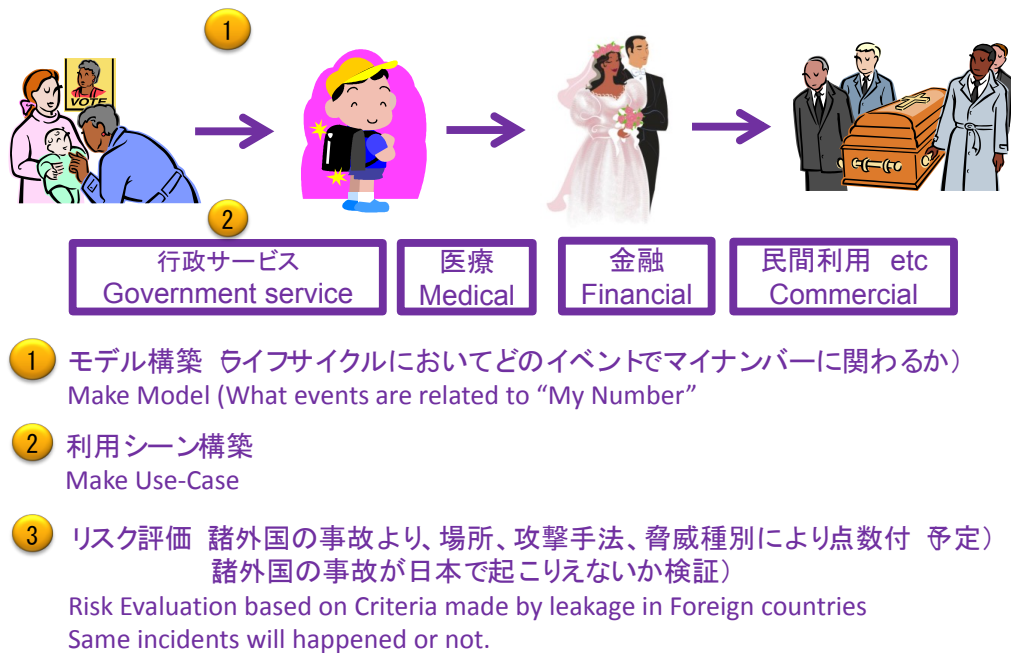 1
VOTE
2
行政サービス
Government service
医療
Medical
金融
Financial
民間利用 etc
Commercial
1 モデル構築 (ライフサイクルにおいてどのイベントでマイナンバーに関わるか)
Make Model (What events are related to “My Number”
2 利用シーン構築
Make Use-Case
3 リスク評価 (諸外国の事故より、場所、攻撃手法、脅威種別により点数付 予定)
(諸外国の事故が日本で起こりえないか検証)
Risk Evaluation based on Criteria made by leakage in Foreign countries
Same incidents will happened or not.